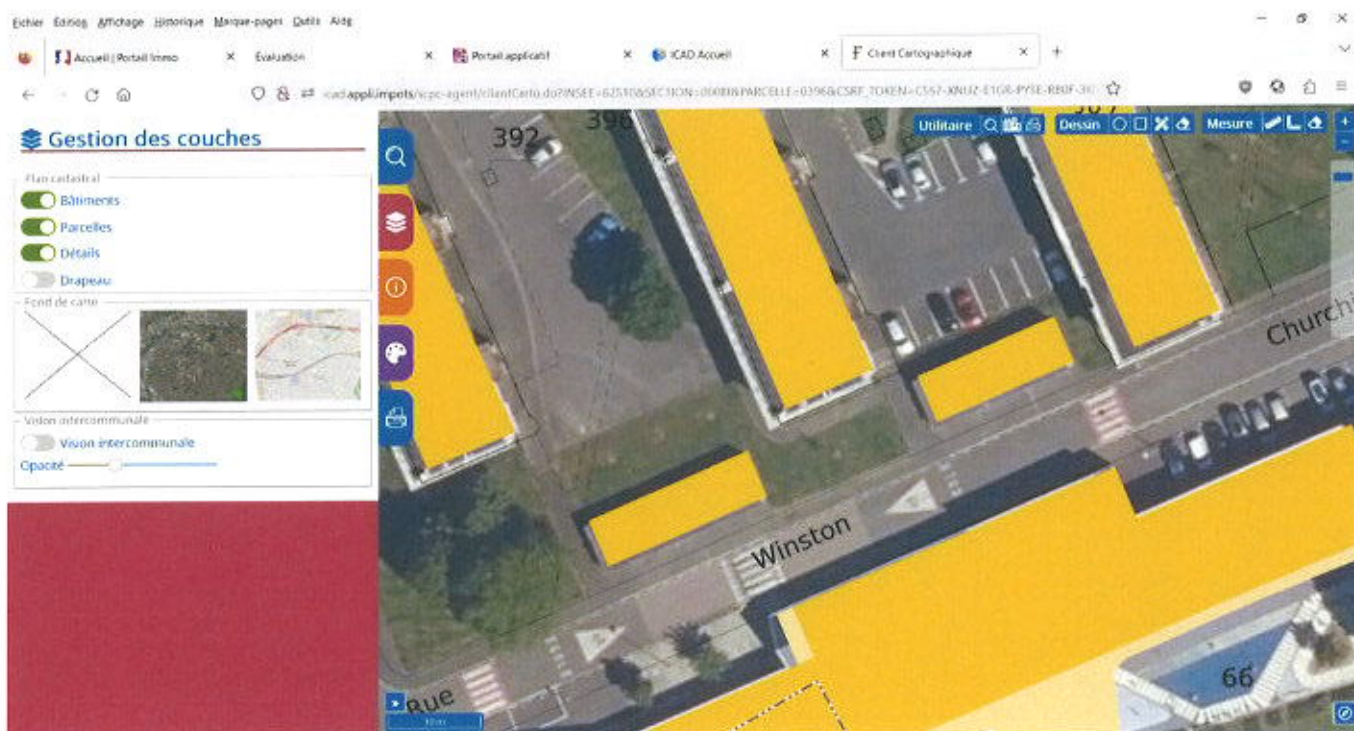 Fichier Édition Affichage Historique Marque-pages Outils Aide
Accueil | Portail Immo
Evaluation
Portail applicatif
ICAD Accueil
Client Cartographique
Gestion des couches
Plan cadastral
Bâtiments
Parcelles
Détails
Drapeau
Fond de carte
Vision intercommunale
Vision intercommunale
Opacité
Utilitaire
Dessin
Mesure
392
396
Churchi
Winston
Rue
66
10 m